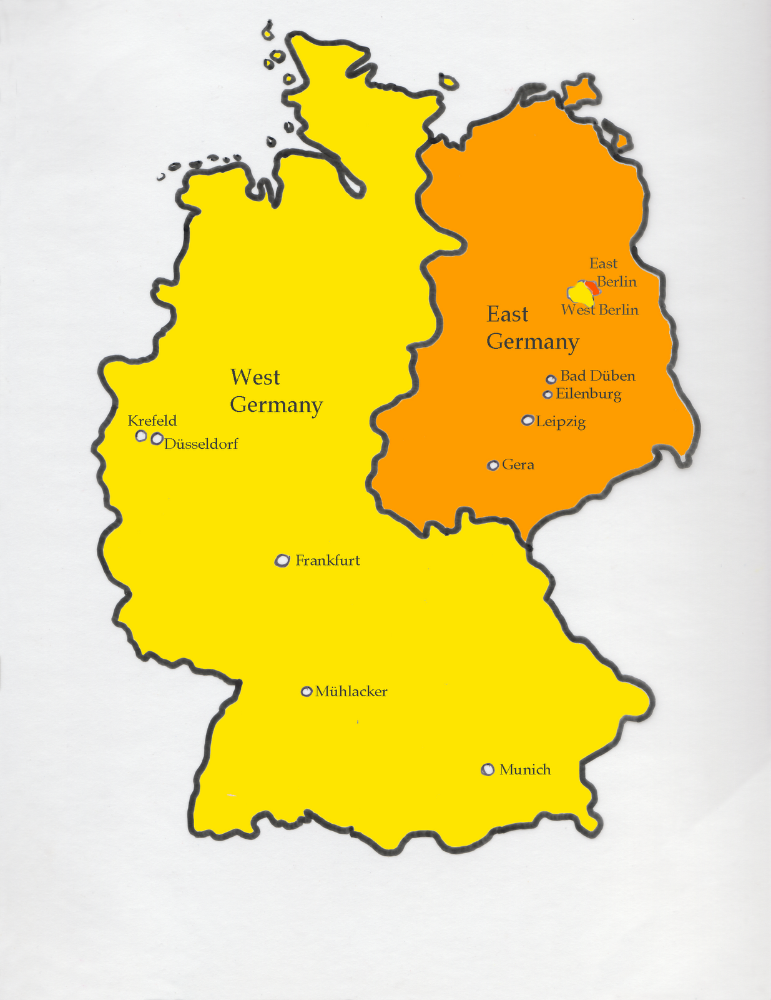 East
Berlin
West Berlin
East
Germany
West
Germany
Bad Düben
Eilenburg
Krefeld
Leipzig
Düsseldorf
Gera
Frankfurt
Mühlacker
Munich